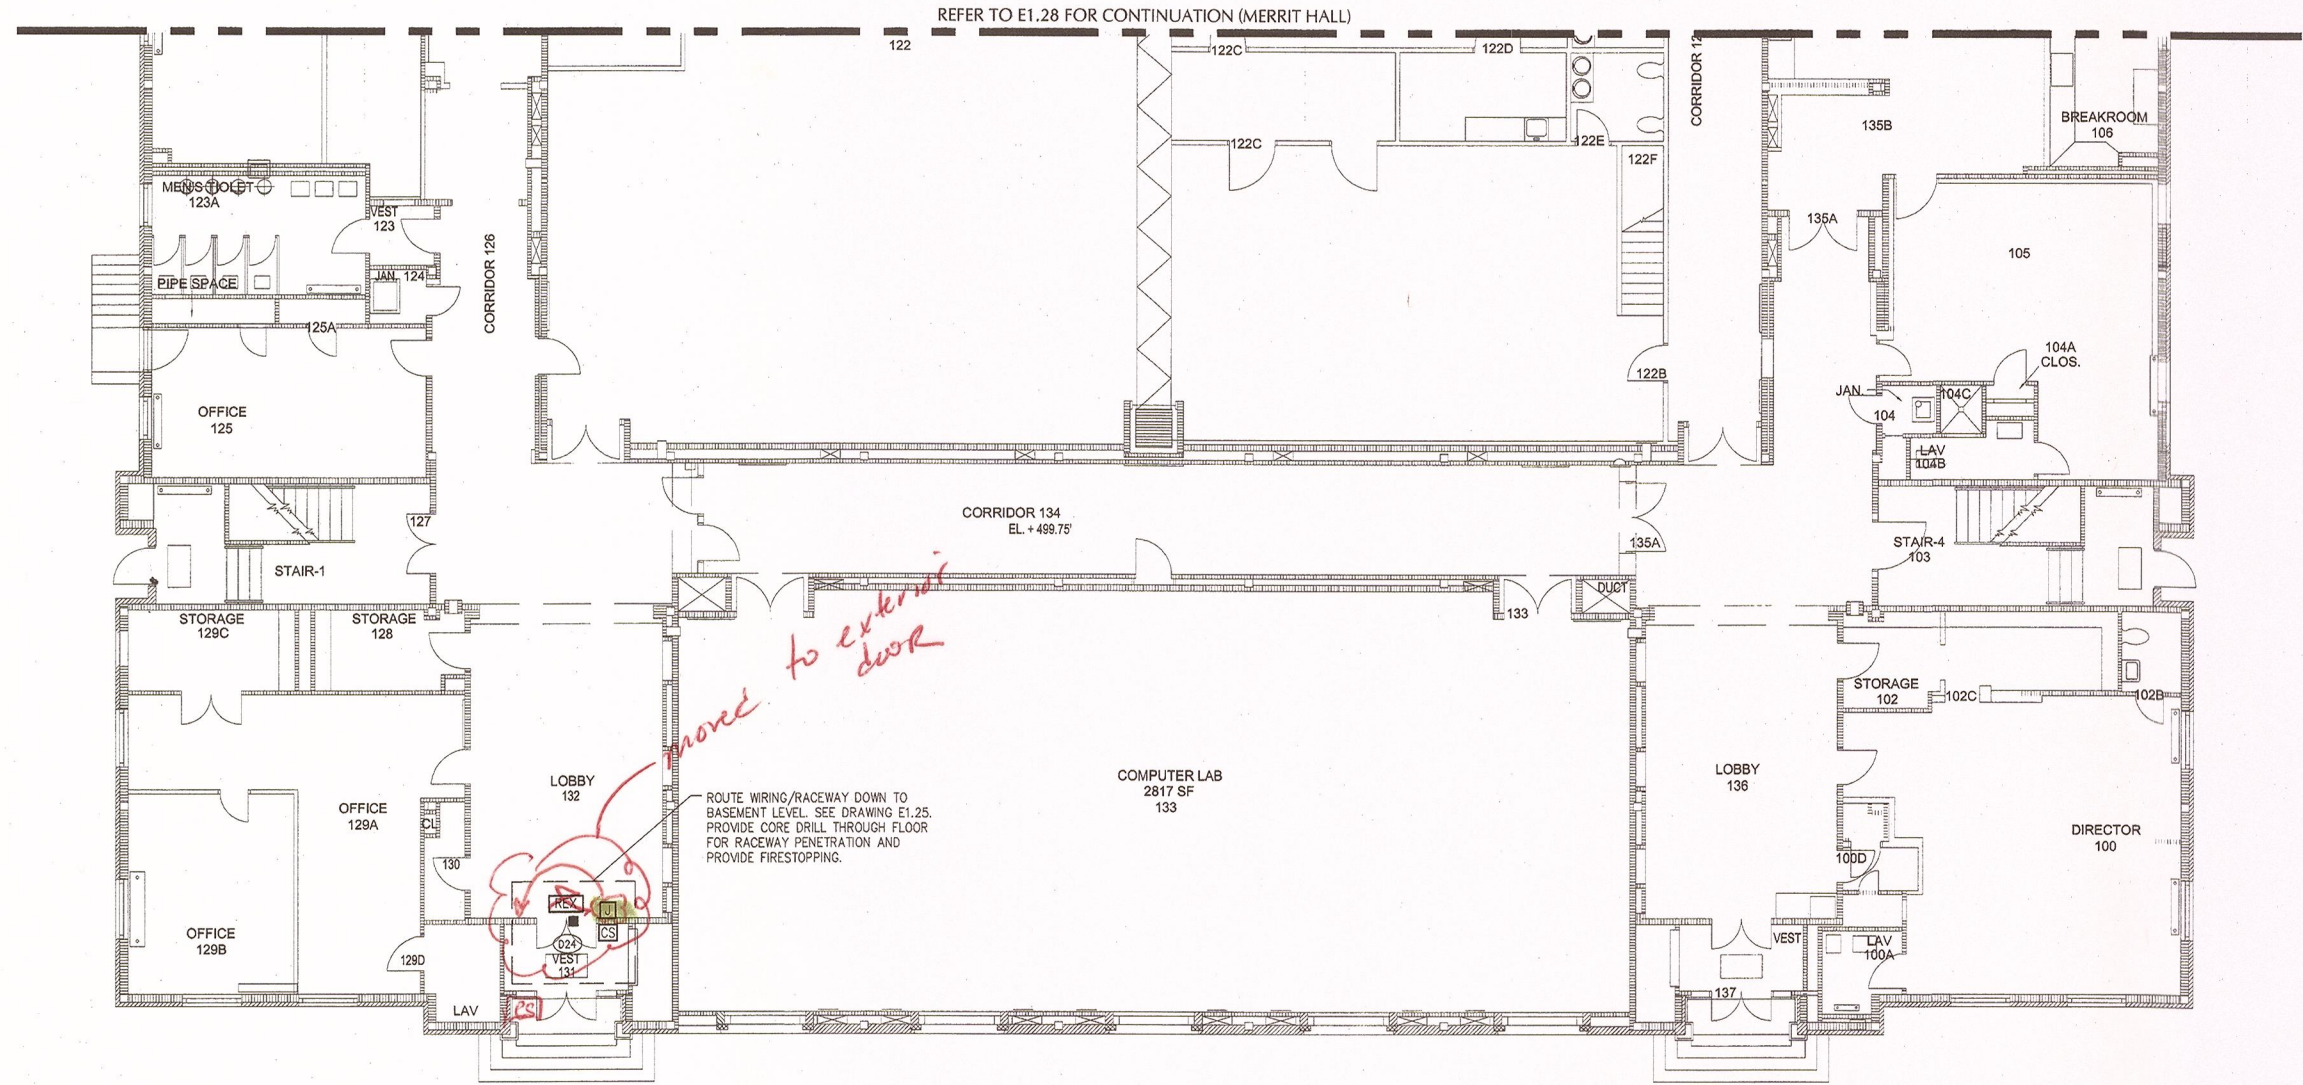 REFER TO E1.28 FOR CONTINUATION (MERRIT HALL)
122
122C
122D
CORRIDOR 12
135B
BREAKROOM
106
122E
122C
122F
MEN'S TIOLET
123A
VEST
123
135A
CORRIDOR 126
105
JAN. 124
PIPE SPACE
125A
104A
CLOS.
122B
JAN.
104C
104
OFFICE
125
LAV
104B
127
CORRIDOR 134
EL. + 499.75'
135A
STAIR-4
103
STAIR-1
DUCT
133
STORAGE
129C
STORAGE
128
moved to exterior
door
STORAGE
102
102C
102B
LOBBY
132
COMPUTER LAB
2817 SF
133
LOBBY
136
OFFICE
129A
CL
130
ROUTE WIRING/RACEWAY DOWN TO
BASEMENT LEVEL. SEE DRAWING E1.25.
PROVIDE CORE DRILL THROUGH FLOOR
FOR RACEWAY PENETRATION AND
PROVIDE FIRESTOPPING.
DIRECTOR
100
100D
REX
J
CS
D24
VEST
131
OFFICE
129B
129D
VEST
LAV
100A
137
LAV
CS